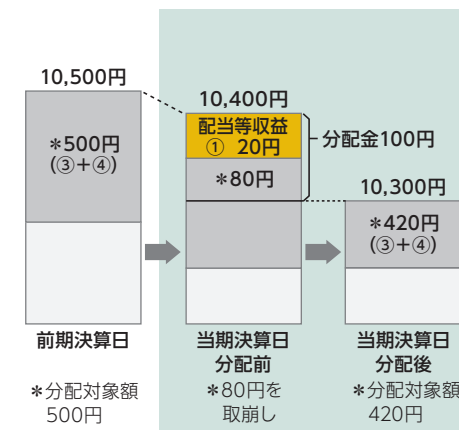 10,500円
*500円
(③+④)
前期決算日
*分配対象額
500円
10,400円
配当等収益
① 20円
*80円
分配金100円
当期決算日
分配前
*80円を
取崩し
10,300円
*420円
(③+④)
当期決算日
分配後
*分配対象額
420円